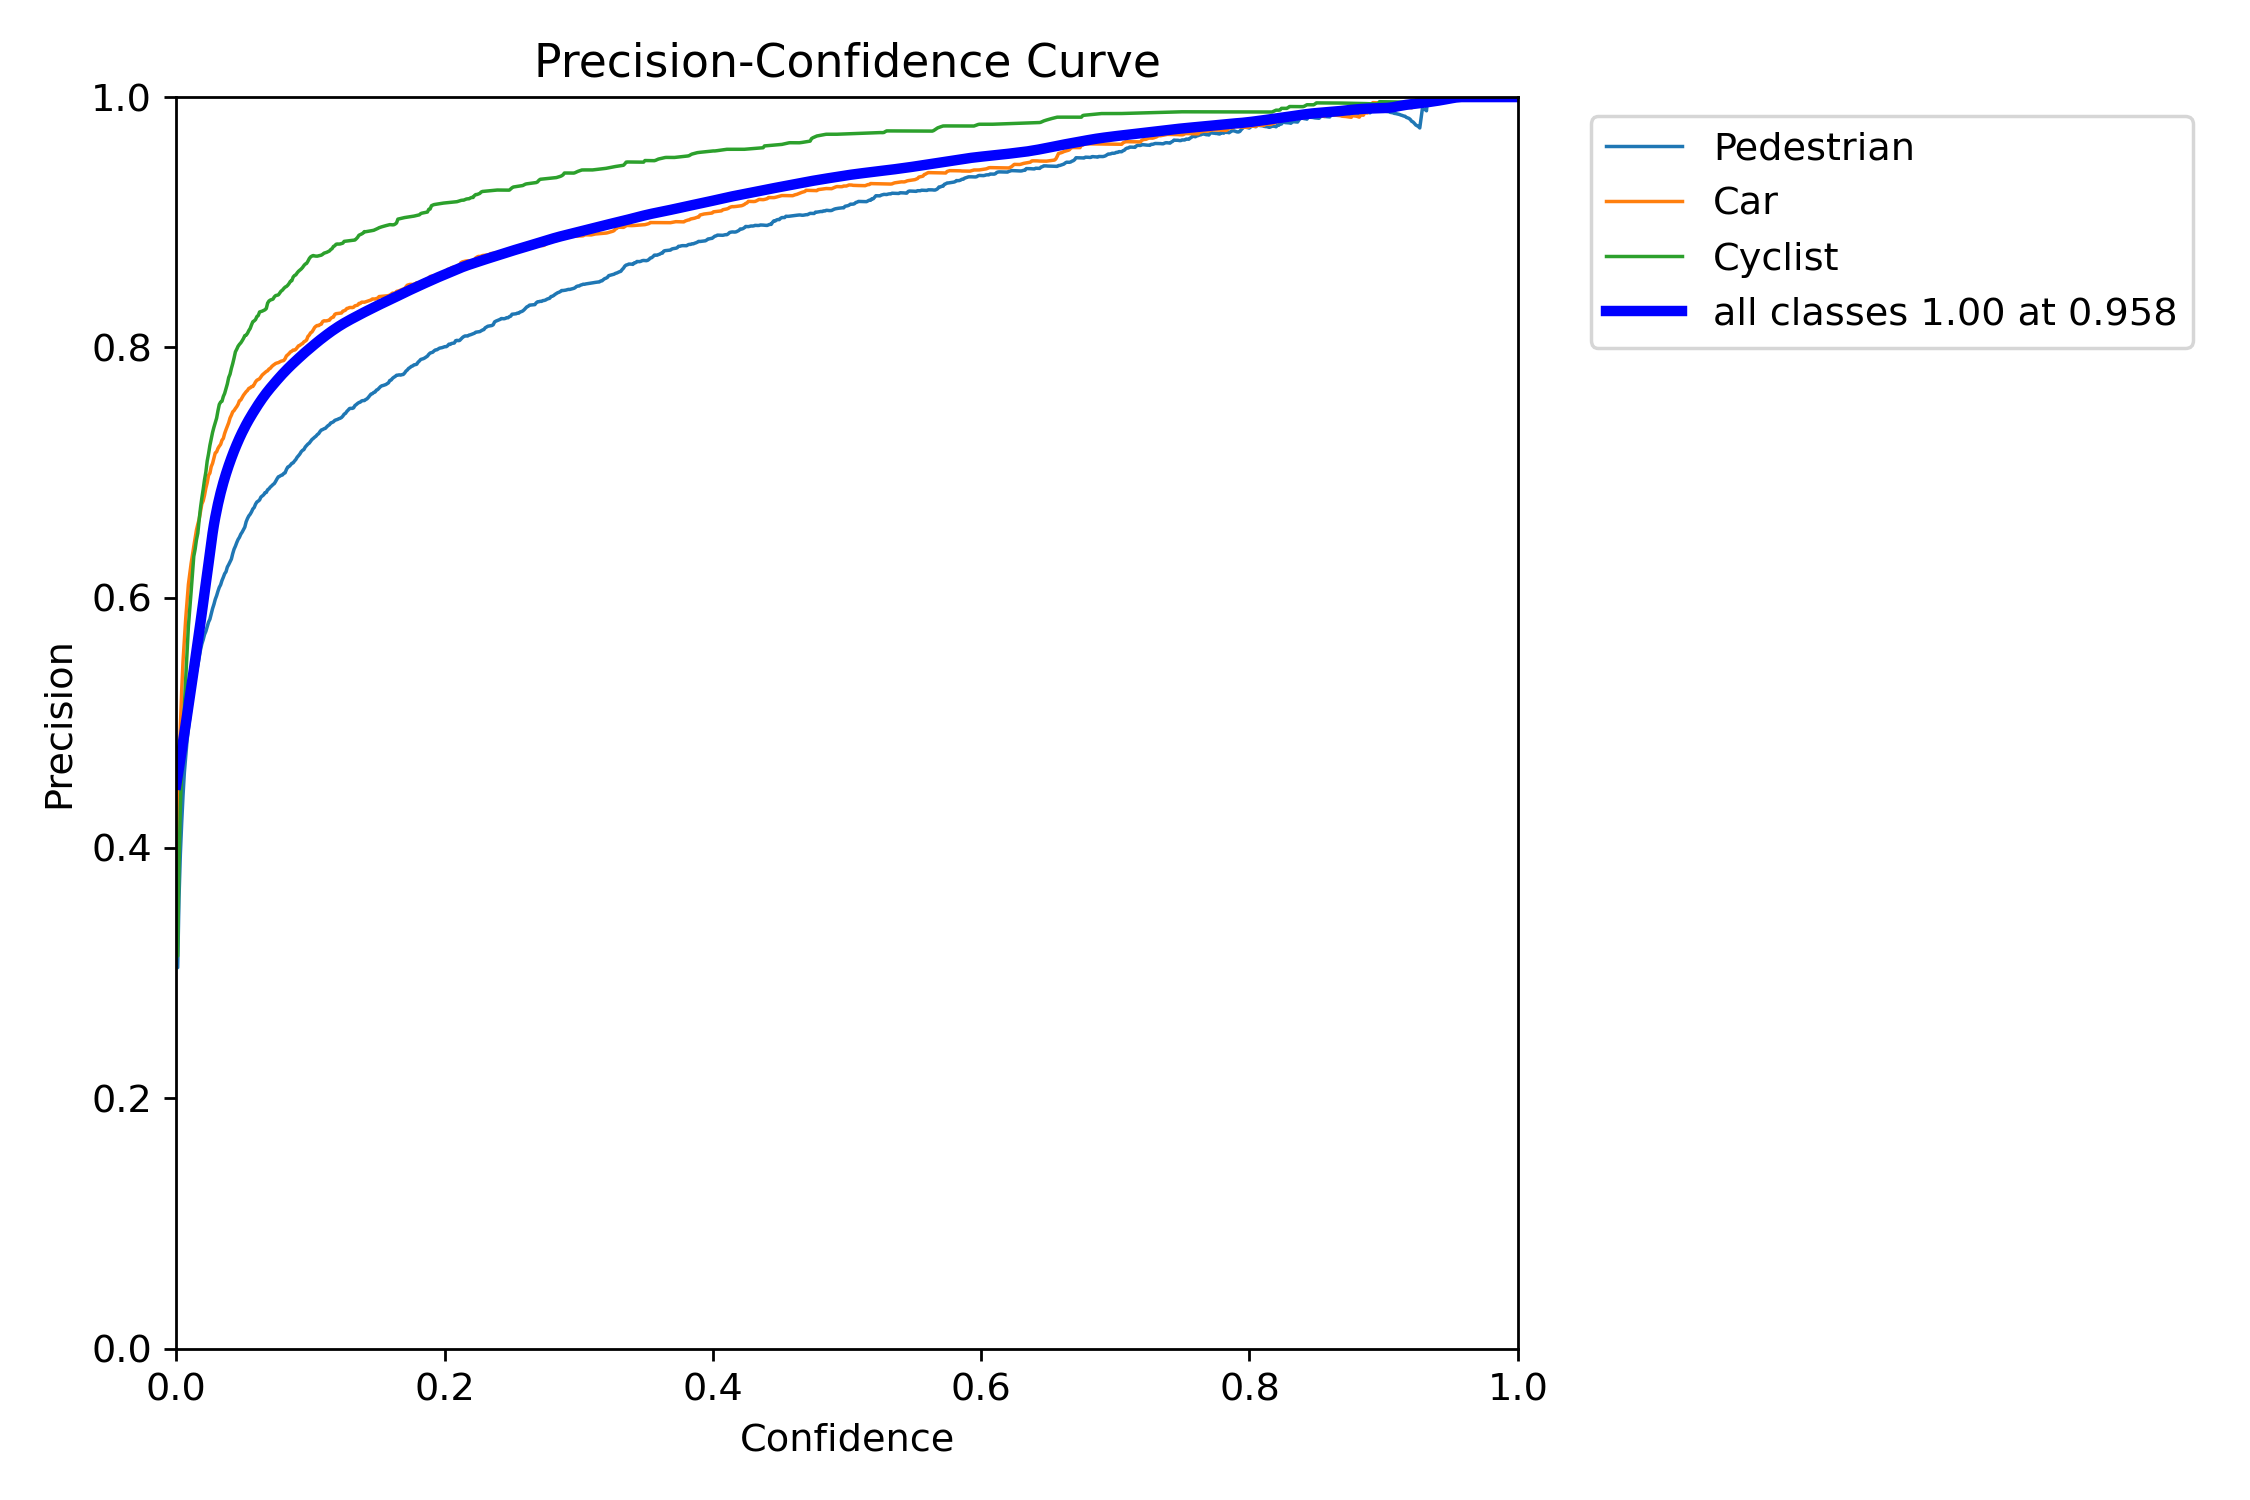 Precision-Confidence Curve
1.0
0.8
0.6
0.4
0.2
0.0
Precision
0.0 0.2 0.4 0.6 0.8 1.0
Confidence
Pedestrian
Car
Cyclist
all classes 1.00 at 0.958